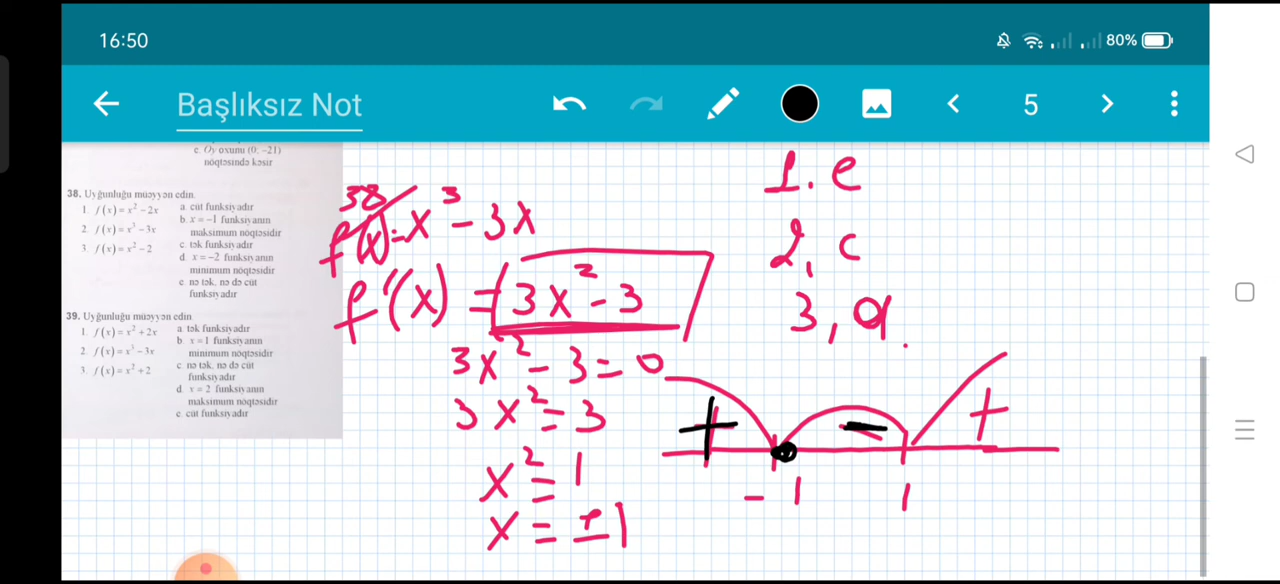 16:50
80%
Başlıksız Not
5
c. Oy oxunu (0; -21)
nöqtəsində kəsir
38. Uyğunluğu müəyyən edin.
1. f(x) = x² - 2x
2. f(x) = x³ - 3x
3. f(x) = x² - 2
a. cüt funksiyadır
b. x = -1 funksiyanın
maksimum nöqtəsidir
c. tək funksiyadır
d. x = -2 funksiyanın
minimum nöqtəsidir
e. nə tək, nə də cüt
funksiyadır
39. Uyğunluğu müəyyən edin.
1. f(x) = x² + 2x
2. f(x) = x³ - 3x
3. f(x) = x² + 2
a. tək funksiyadır
b. x = 1 funksiyanın
minimum nöqtəsidir
c. nə tək, nə də cüt
funksiyadır
d. x = 2 funksiyanın
maksimum nöqtəsidir
e. cüt funksiyadır
38
f(x) = x³ - 3x
f'(x) = 3x² - 3
3x² - 3 = 0
3x² = 3
x² = 1
x = ±1
1. e
2, c
3, a.
+ - +
-1 1